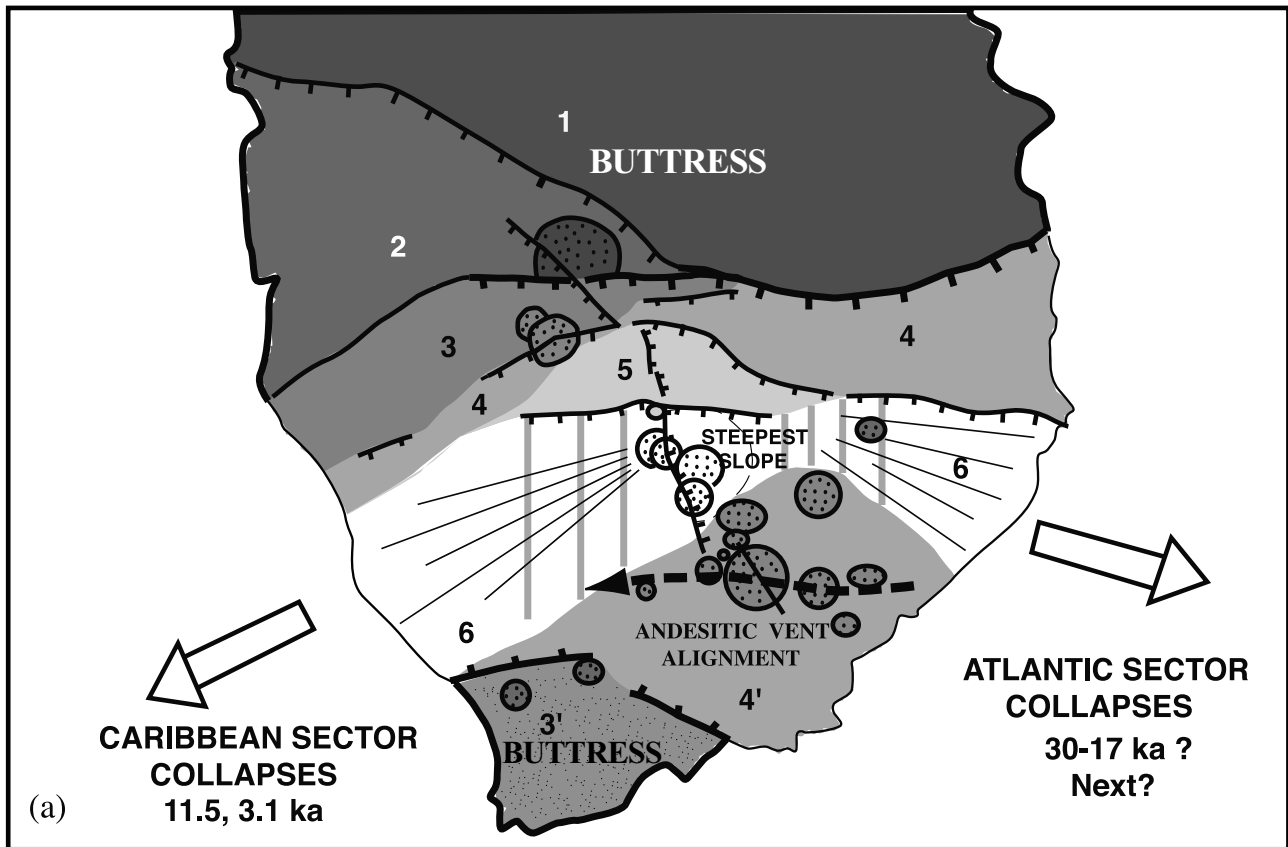 1
BUTTRESS
2
3
4
4
5
STEEPEST
SLOPE
6
6
ANDESITIC VENT
ALIGNMENT
4'
3'
BUTTRESS
CARIBBEAN SECTOR
COLLAPSES
11.5, 3.1 ka
ATLANTIC SECTOR
COLLAPSES
30-17 ka ?
Next?
(a)